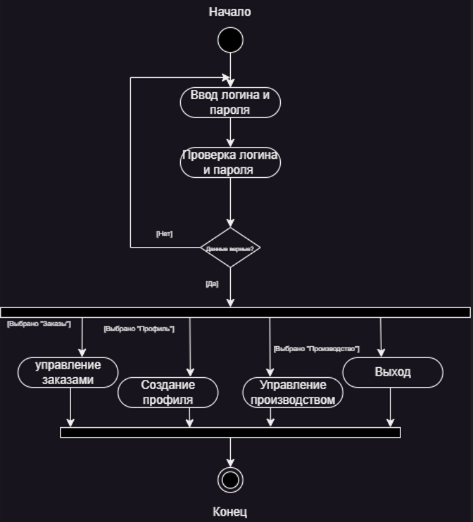 Начало
Ввод логина и
пароля
Проверка логина
и пароля
[Нет]
Данные верные?
[Да]
[Выбрано "Заказы"]
[Выбрано "Профиль"]
[Выбрано "Производство"]
управление
заказами
Создание
профиля
Управление
производством
Выход
Конец